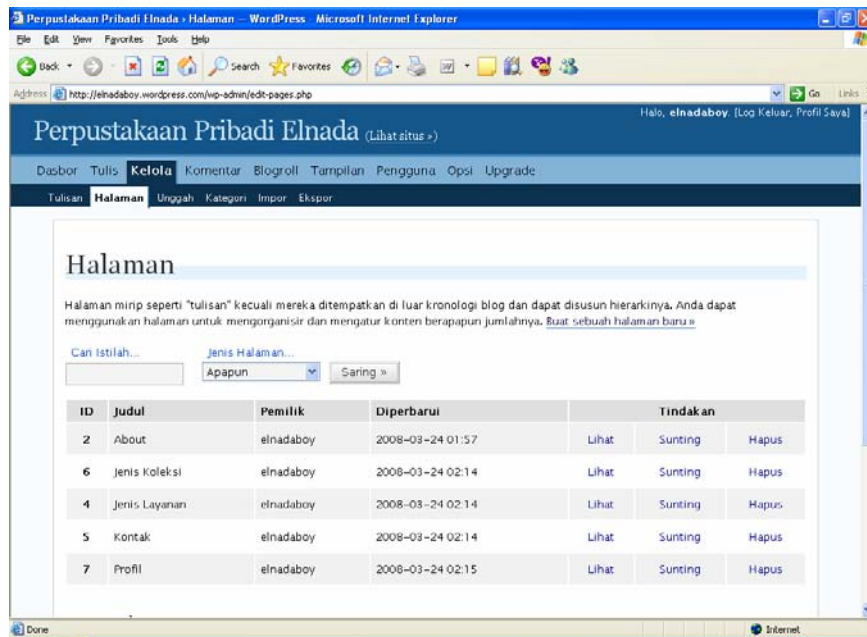 Perpustakaan Pribadi Elnada › Halaman — WordPress - Microsoft Internet Explorer
File Edit View Favorites Tools Help
Back Search Favorites
Address http://elnadaboy.wordpress.com/wp-admin/edit-pages.php Go Links
Perpustakaan Pribadi Elnada (Lihat situs »)
Halo, elnadaboy. [Log Keluar, Profil Saya]
Dasbor Tulis Kelola Komentar Blogroll Tampilan Pengguna Opsi Upgrade
Tulisan Halaman Unggah Kategori Impor Ekspor
Halaman
Halaman mirip seperti "tulisan" kecuali mereka ditempatkan di luar kronologi blog dan dapat disusun hierarkinya. Anda dapat
menggunakan halaman untuk mengorganisir dan mengatur konten berapapun jumlahnya. Buat sebuah halaman baru »
Cari Istilah... Jenis Halaman...
Apapun Saring »
ID Judul Pemilik Diperbarui Tindakan
2 About elnadaboy 2008-03-24 01:57 Lihat Sunting Hapus
6 Jenis Koleksi elnadaboy 2008-03-24 02:14 Lihat Sunting Hapus
4 Jenis Layanan elnadaboy 2008-03-24 02:14 Lihat Sunting Hapus
5 Kontak elnadaboy 2008-03-24 02:14 Lihat Sunting Hapus
7 Profil elnadaboy 2008-03-24 02:15 Lihat Sunting Hapus
Done Internet